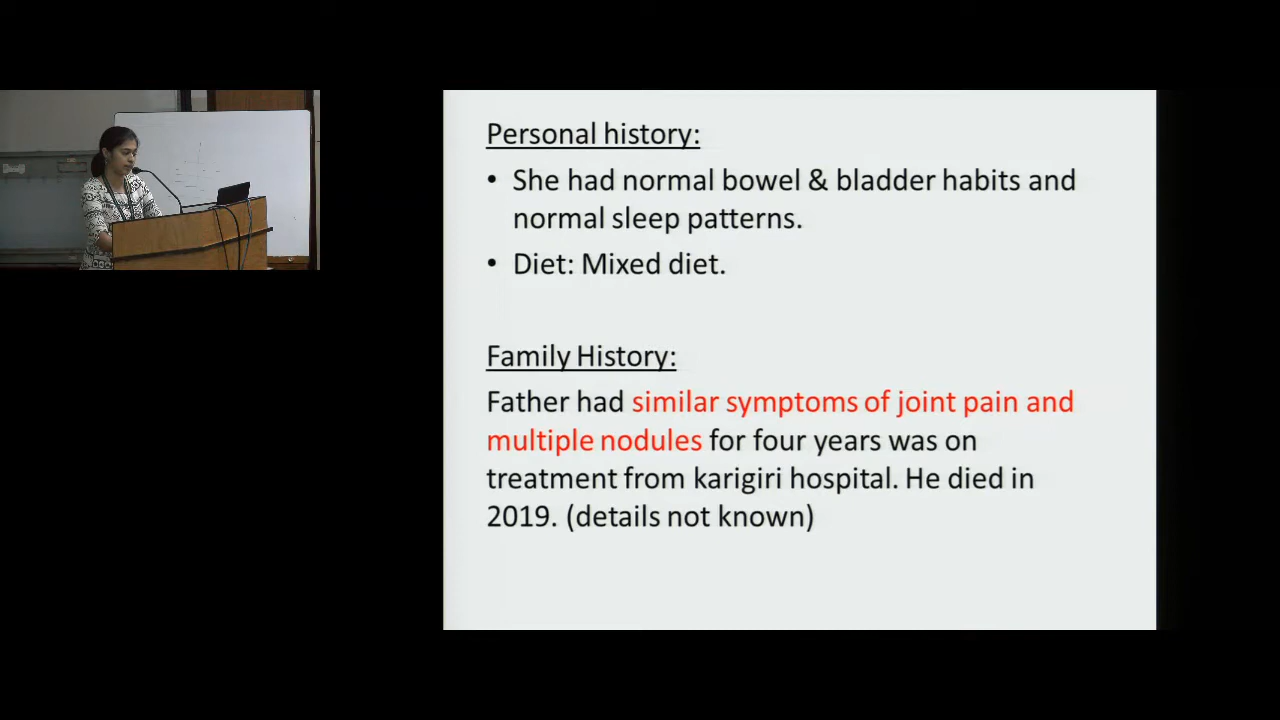 Personal history:
• She had normal bowel & bladder habits and
normal sleep patterns.
• Diet: Mixed diet.
Family History:
Father had similar symptoms of joint pain and
multiple nodules for four years was on
treatment from karigiri hospital. He died in
2019. (details not known)